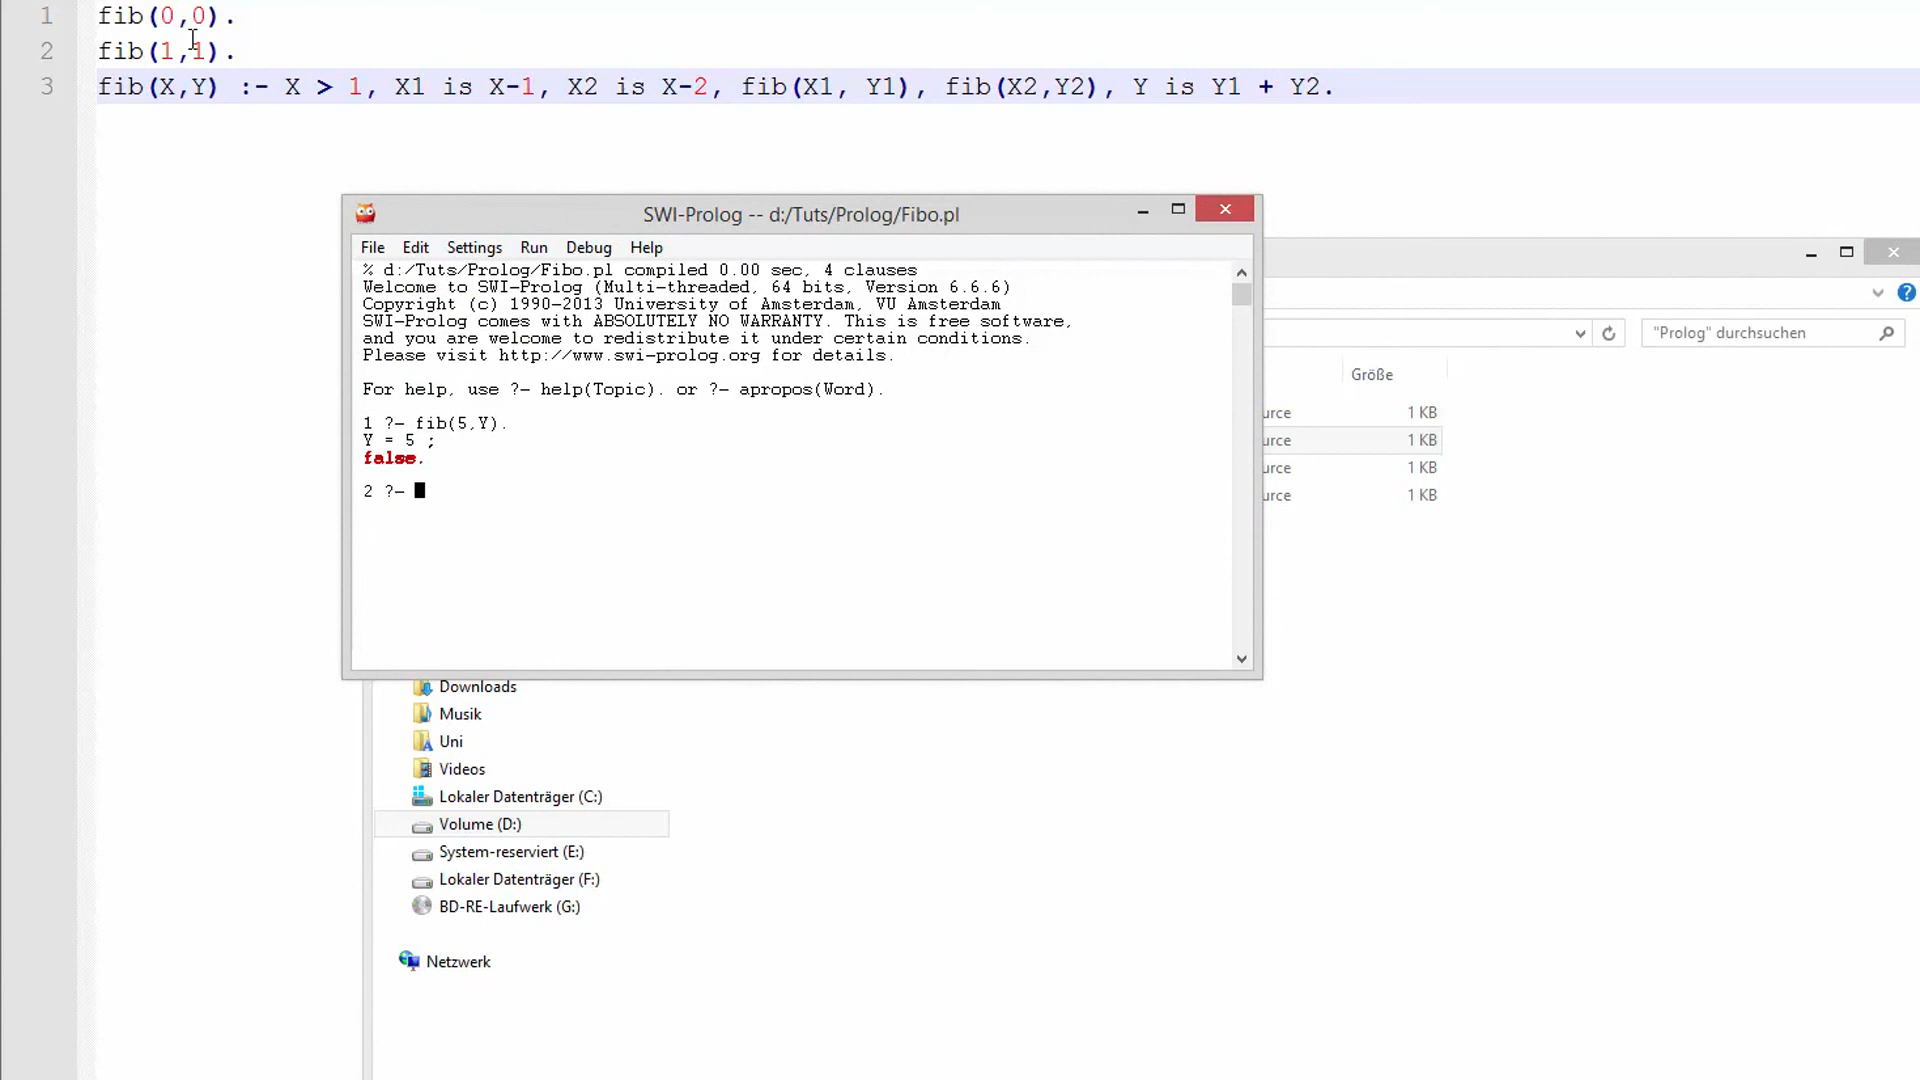 1 fib(0,0).
2 fib(1,1).
3 fib(X,Y) :- X > 1, X1 is X-1, X2 is X-2, fib(X1, Y1), fib(X2,Y2), Y is Y1 + Y2.
SWI-Prolog -- d:/Tuts/Prolog/Fibo.pl
File Edit Settings Run Debug Help
% d:/Tuts/Prolog/Fibo.pl compiled 0.00 sec, 4 clauses
Welcome to SWI-Prolog (Multi-threaded, 64 bits, Version 6.6.6)
Copyright (c) 1990-2013 University of Amsterdam, VU Amsterdam
SWI-Prolog comes with ABSOLUTELY NO WARRANTY. This is free software,
and you are welcome to redistribute it under certain conditions.
Please visit http://www.swi-prolog.org for details.
For help, use ?- help(Topic). or ?- apropos(Word).
1 ?- fib(5,Y).
Y = 5 ;
false.
2 ?-
"Prolog" durchsuchen
Größe
urce 1 KB
urce 1 KB
urce 1 KB
urce 1 KB
Downloads
Musik
Uni
Videos
Lokaler Datenträger (C:)
Volume (D:)
System-reserviert (E:)
Lokaler Datenträger (F:)
BD-RE-Laufwerk (G:)
Netzwerk